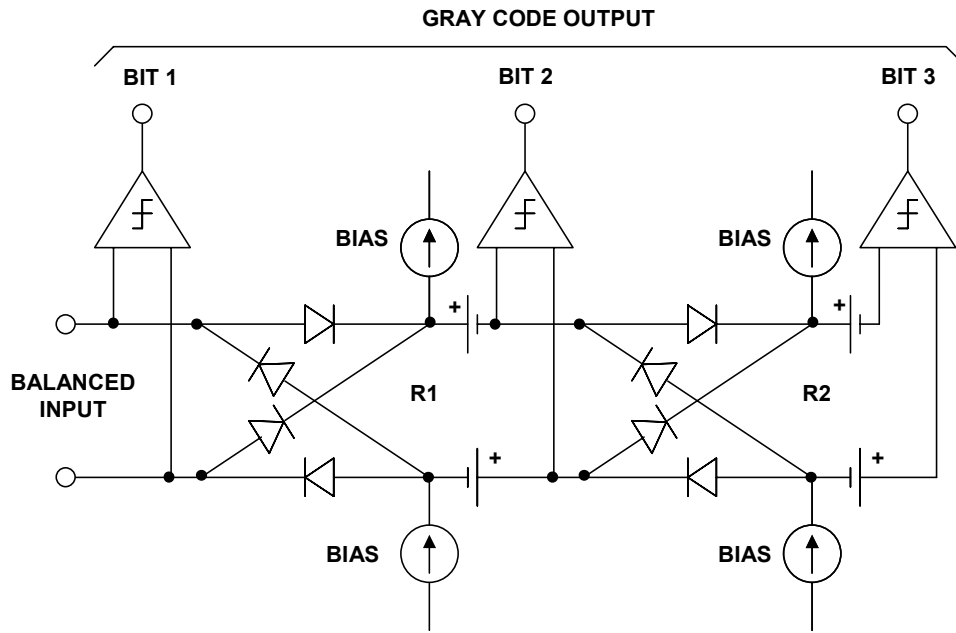 GRAY CODE OUTPUT
BIT 1
BIT 2
BIT 3
BIAS
BIAS
+
+
BALANCED
INPUT
R1
R2
+
+
BIAS
BIAS